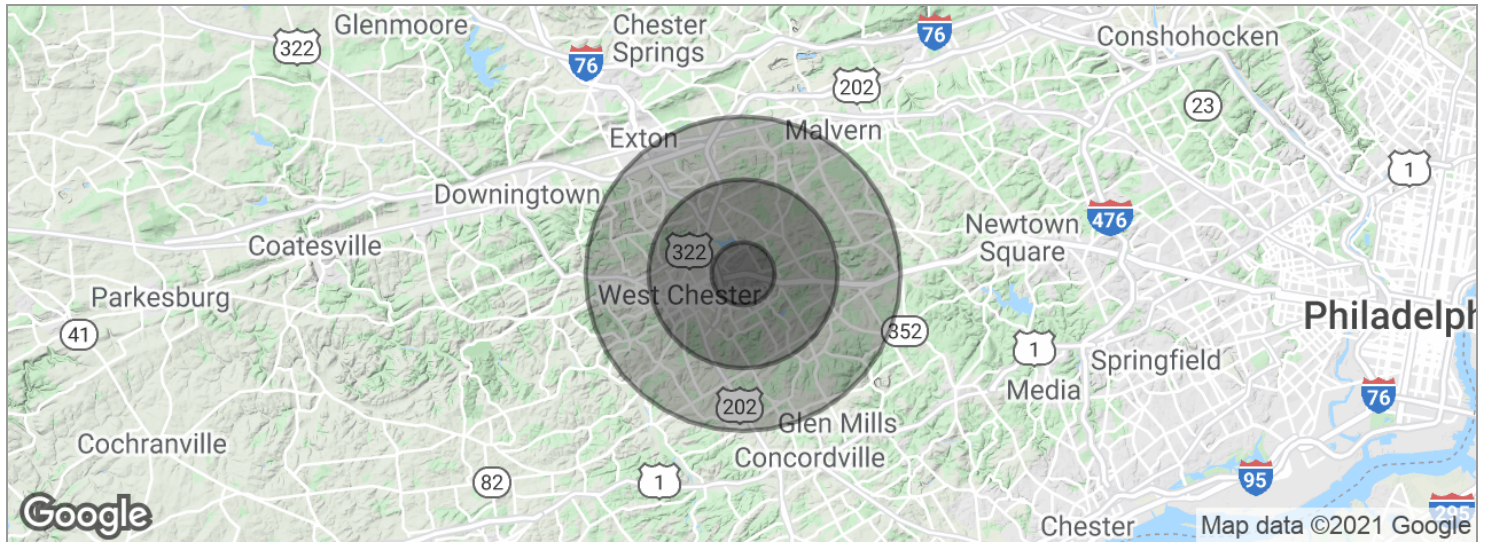 Glenmoore
322
Chester
Springs
76
76
Conshohocken
202
23
Exton
Malvern
1
Downingtown
476
Newtown
Square
Coatesville
322
West Chester
Parkesburg
41
Philadelph
352
1
Springfield
Media
76
202
Glen Mills
Cochranville
Concordville
82
1
95
295
Google
Chester
Map data ©2021 Google